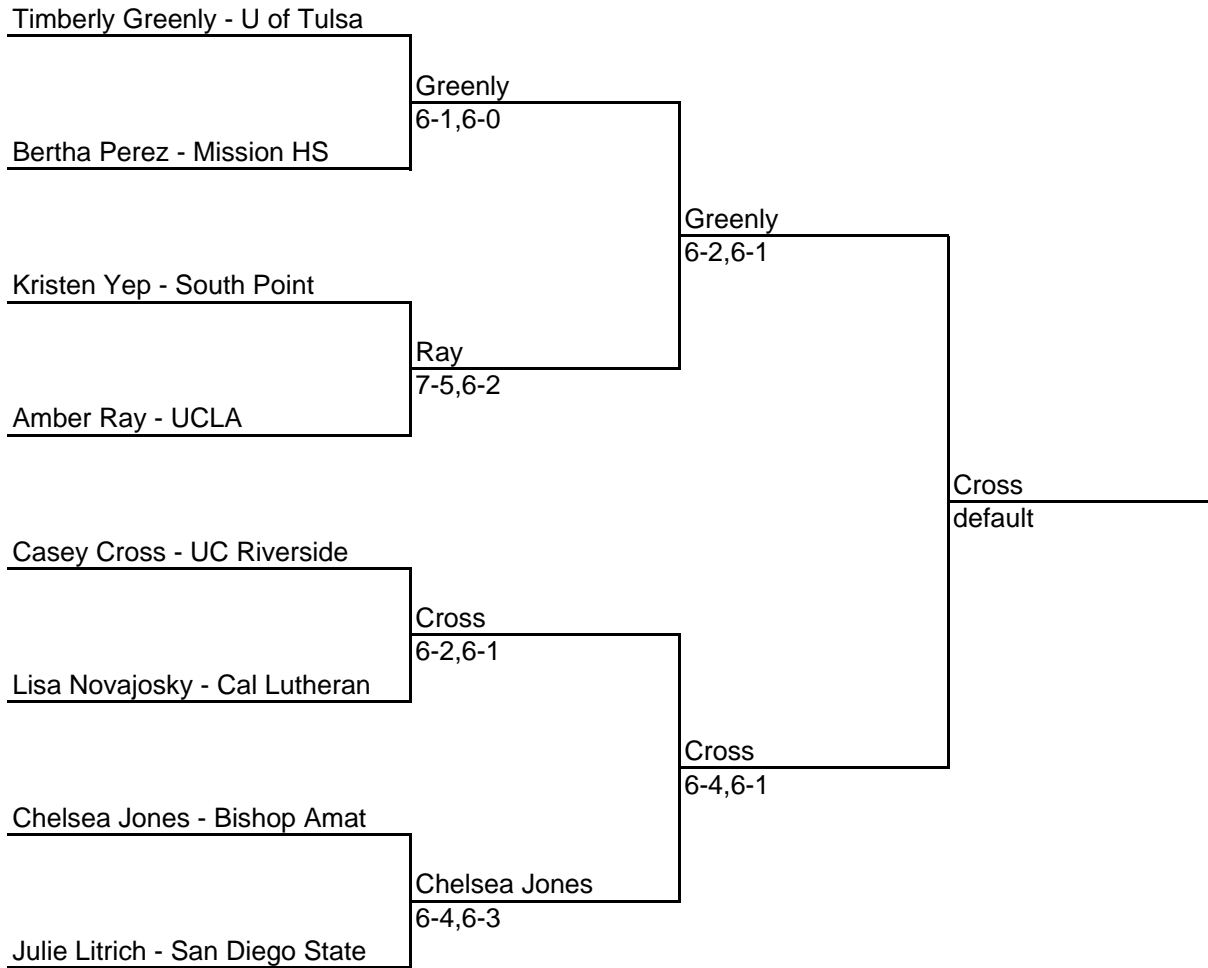 Timberly Greenly - U of Tulsa
Greenly
6-1,6-0
Bertha Perez - Mission HS
Greenly
6-2,6-1
Kristen Yep - South Point
Ray
7-5,6-2
Amber Ray - UCLA
Cross
default
Casey Cross - UC Riverside
Cross
6-2,6-1
Lisa Novajosky - Cal Lutheran
Cross
6-4,6-1
Chelsea Jones - Bishop Amat
Chelsea Jones
6-4,6-3
Julie Litrich - San Diego State